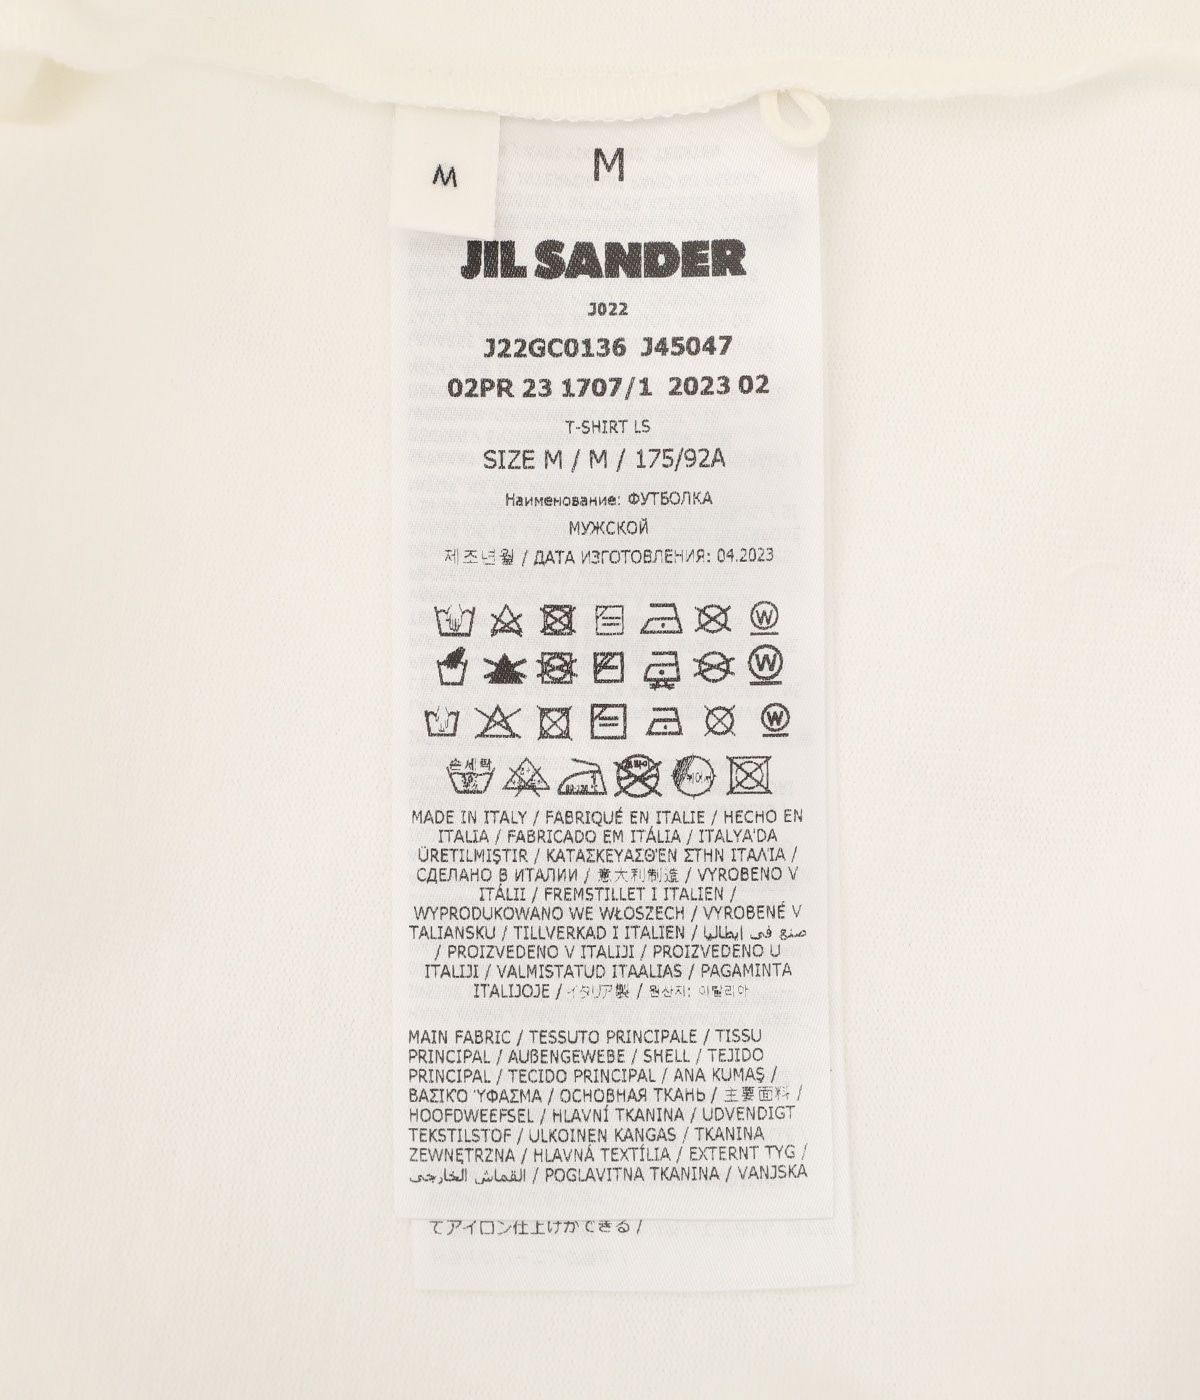 M
M
JIL SANDER
J022
J22GC0136 J45047
02PR 23 1707/1 2023 02
T-SHIRT LS
SIZE M / M / 175/92A
Наименование: ФУТБОЛКА
МУЖСКОЙ
제조년월 / ДАТА ИЗГОТОВЛЕНИЯ: 04.2023
W
W
W
손세탁
MADE IN ITALY / FABRIQUÉ EN ITALIE / HECHO EN
ITALIA / FABRICADO EM ITÁLIA / ITALYA'DA
ÜRETILMIŞTIR / ΚΑΤΑΣΚΕΥΑΣΘΈΝ ΣΤΗΝ ΙΤΑΛΊΑ /
СДЕЛАНО В ИТАЛИИ / 意大利制造 / VYROBENO V
ITÁLII / FREMSTILLET I ITALIEN /
WYPRODUKOWANO WE WŁOSZECH / VYROBENÉ V
TALIANSKU / TILLVERKAD I ITALIEN / صنع في إيطاليا
/ PROIZVEDENO V ITALIJI / PROIZVEDENO U
ITALIJI / VALMISTATUD ITAALIAS / PAGAMINTA
ITALIJOJE / イタリア製 / 원산지: 이탈리아
MAIN FABRIC / TESSUTO PRINCIPALE / TISSU
PRINCIPAL / AUßENGEWEBE / SHELL / TEJIDO
PRINCIPAL / TECIDO PRINCIPAL / ANA KUMAŞ /
ΒΑΣΙΚΌ ΎΦΑΣΜΑ / ОСНОВНАЯ ТКАНЬ / 主要面料 /
HOOFDWEEFSEL / HLAVNÍ TKANINA / UDVENDIGT
TEKSTILSTOF / ULKOINEN KANGAS / TKANINA
ZEWNĘTRZNA / HLAVNÁ TEXTÍLIA / EXTERNT TYG /
القماش الخارجي / POGLAVITNA TKANINA / VANJSKA
てアイロン仕上げができる /